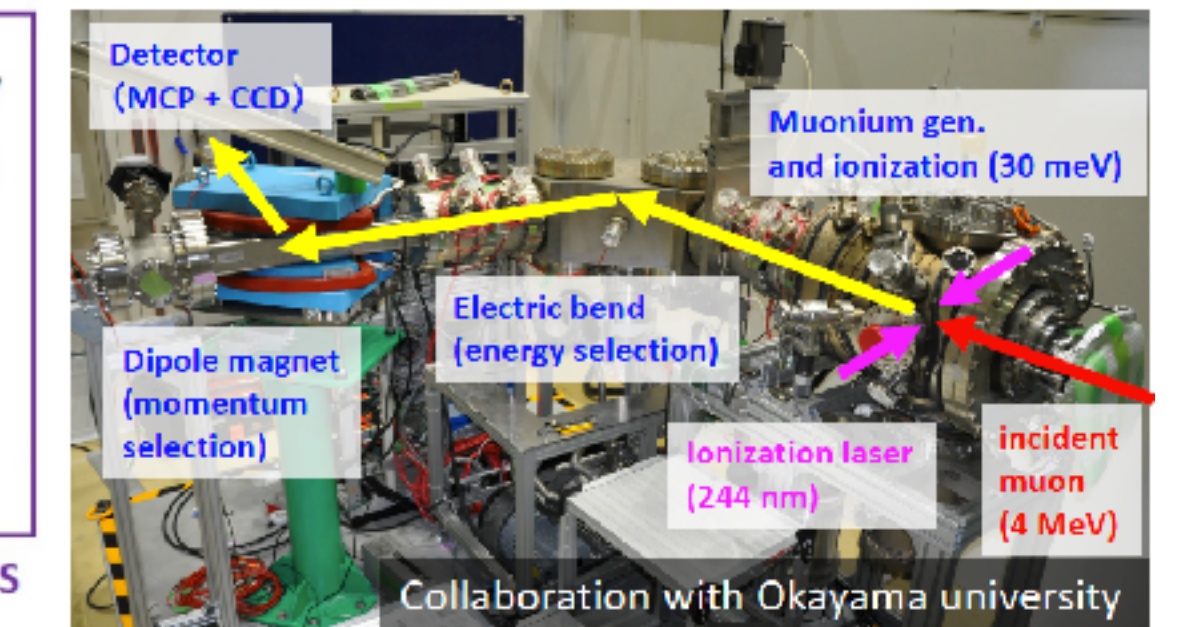 Detector
(MCP + CCD)
Muonium gen.
and ionization (30 meV)
Electric bend
(energy selection)
Dipole magnet
(momentum
selection)
Ionization laser
(244 nm)
incident
muon
(4 MeV)
Collaboration with Okayama university
s